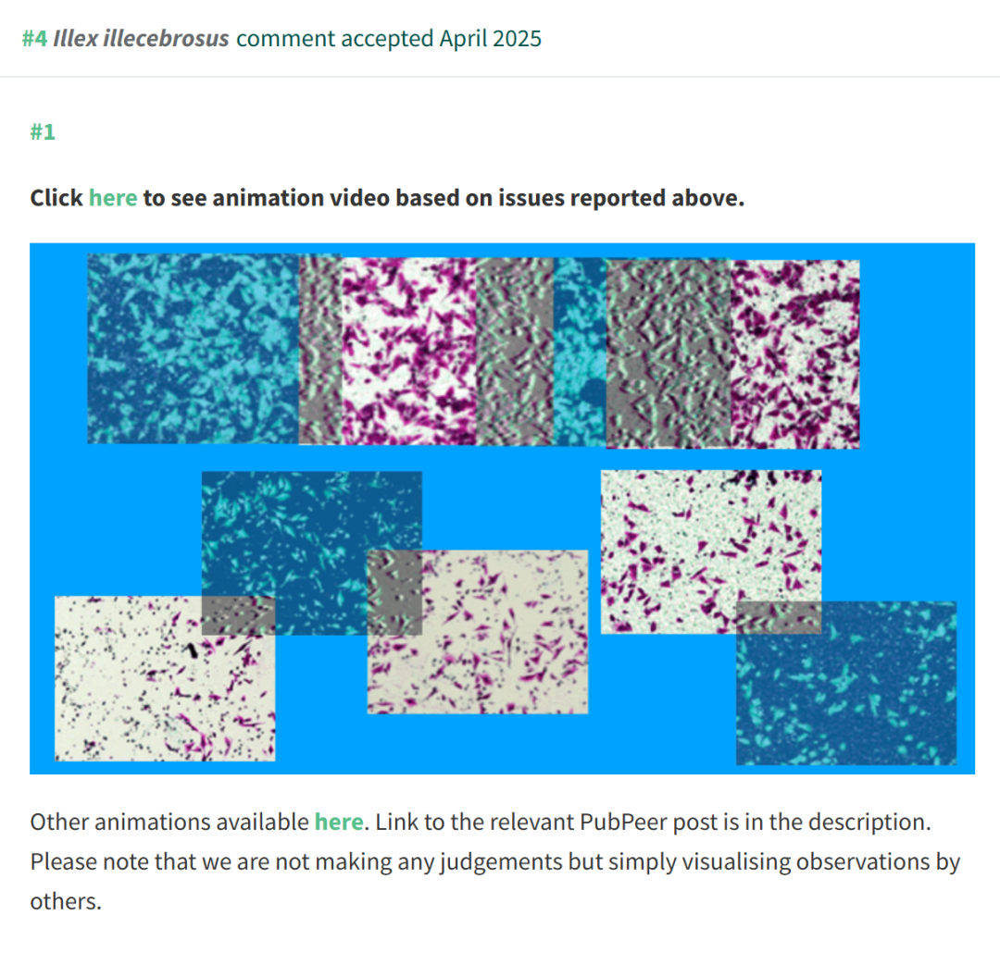 #4 Illex illecebrosus comment accepted April 2025
#1
Click here to see animation video based on issues reported above.
Other animations available here. Link to the relevant PubPeer post is in the description.
Please note that we are not making any judgements but simply visualising observations by
others.